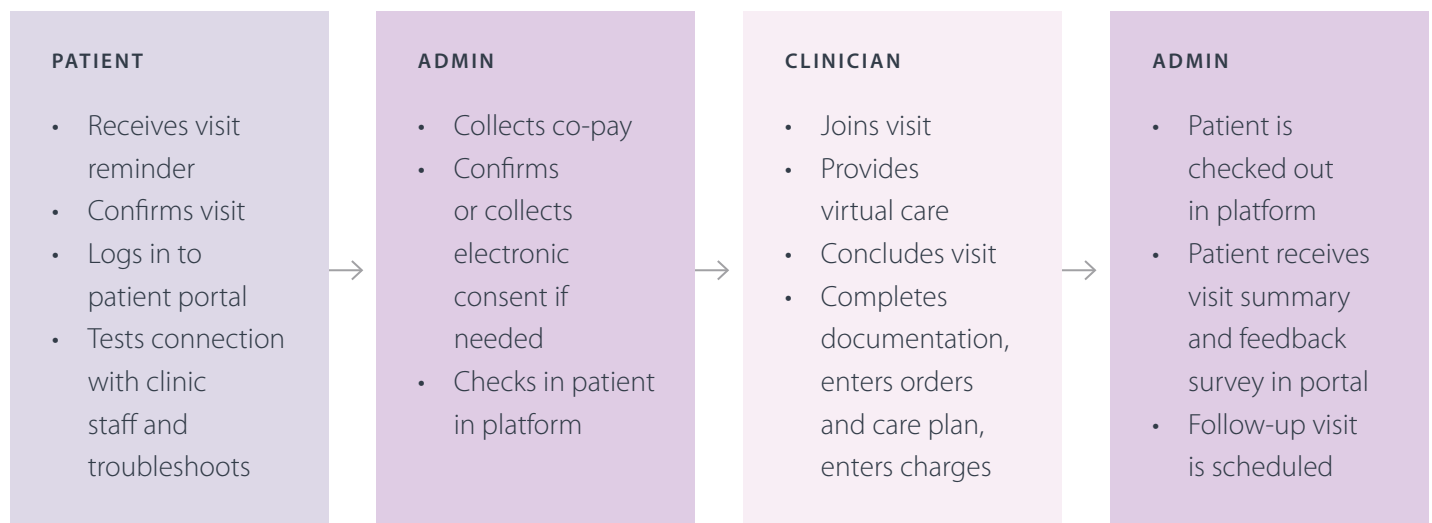 PATIENT
• Receives visit
reminder
• Confirms visit
• Logs in to
patient portal
• Tests connection
with clinic
staff and
troubleshoots
ADMIN
• Collects co-pay
• Confirms
or collects
electronic
consent if
needed
• Checks in patient
in platform
CLINICIAN
• Joins visit
• Provides
virtual care
• Concludes visit
• Completes
documentation,
enters orders
and care plan,
enters charges
ADMIN
• Patient is
checked out
in platform
• Patient receives
visit summary
and feedback
survey in portal
• Follow-up visit
is scheduled